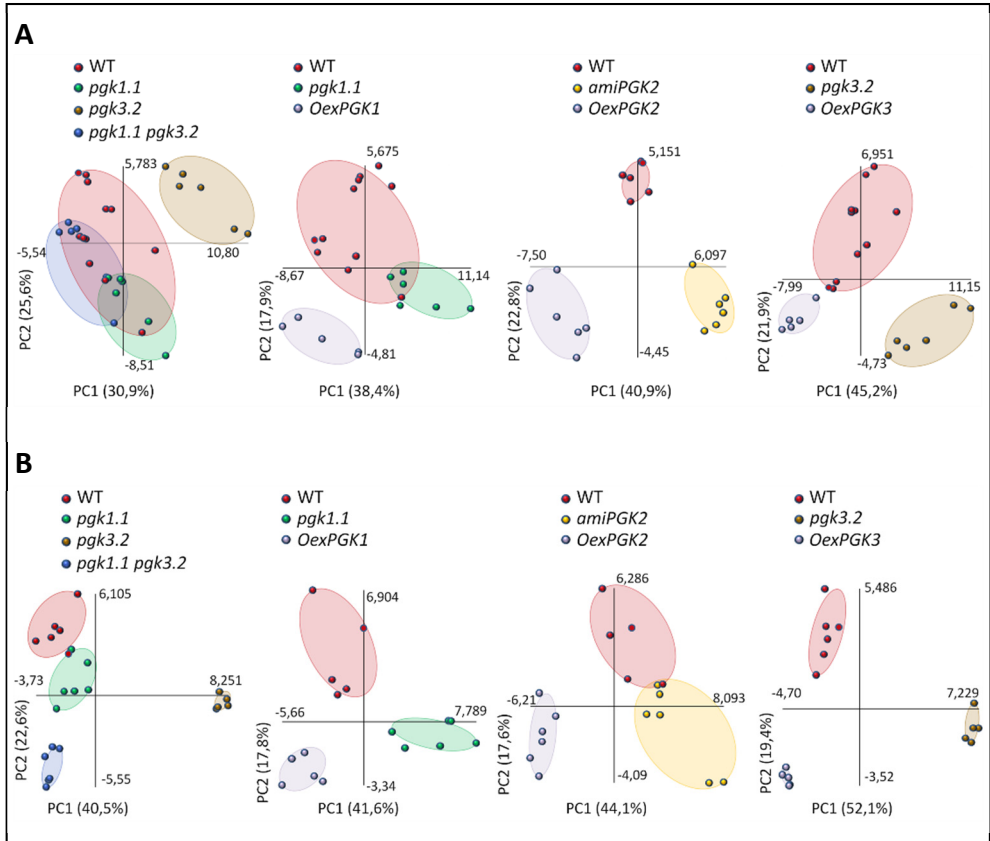 A
WT
pgk1.1
pgk3.2
pgk1.1 pgk3.2
5,783
-5,54
10,80
-8,51
PC2 (25,6%)
PC1 (30,9%)
WT
pgk1.1
OexPGK1
5,675
-8,67
11,14
-4,81
PC2 (17,9%)
PC1 (38,4%)
WT
amiPGK2
OexPGK2
5,151
-7,50
6,097
-4,45
PC2 (22,8%)
PC1 (40,9%)
WT
pgk3.2
OexPGK3
6,951
-7,99
11,15
-4,73
PC2 (21,9%)
PC1 (45,2%)
B
WT
pgk1.1
pgk3.2
pgk1.1 pgk3.2
6,105
-3,73
8,251
-5,55
PC2 (22,6%)
PC1 (40,5%)
WT
pgk1.1
OexPGK1
6,904
-5,66
7,789
-3,34
PC2 (17,8%)
PC1 (41,6%)
WT
amiPGK2
OexPGK2
6,286
-6,21
8,093
-4,09
PC2 (17,6%)
PC1 (44,1%)
WT
pgk3.2
OexPGK3
5,486
-4,70
7,229
-3,52
PC2 (19,4%)
PC1 (52,1%)